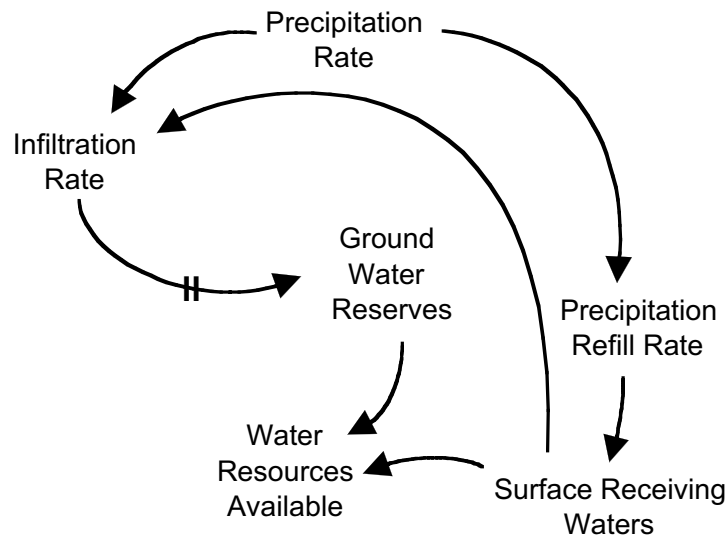 Precipitation
Rate
Infiltration
Rate
Ground
Water
Reserves
Precipitation
Refill Rate
Water
Resources
Available
Surface Receiving
Waters